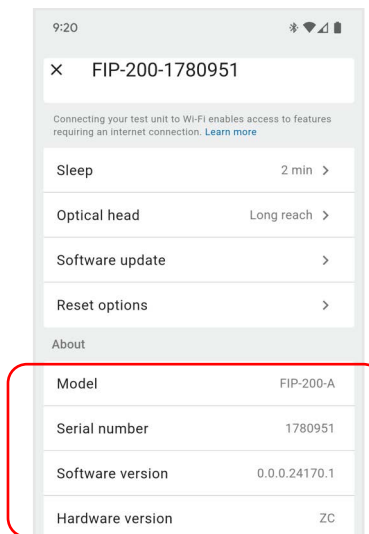 9:20
× FIP-200-1780951
Connecting your test unit to Wi-Fi enables access to features
requiring an internet connection. Learn more
Sleep 2 min >
Optical head Long reach >
Software update >
Reset options >
About
Model FIP-200-A
Serial number 1780951
Software version 0.0.0.24170.1
Hardware version ZC